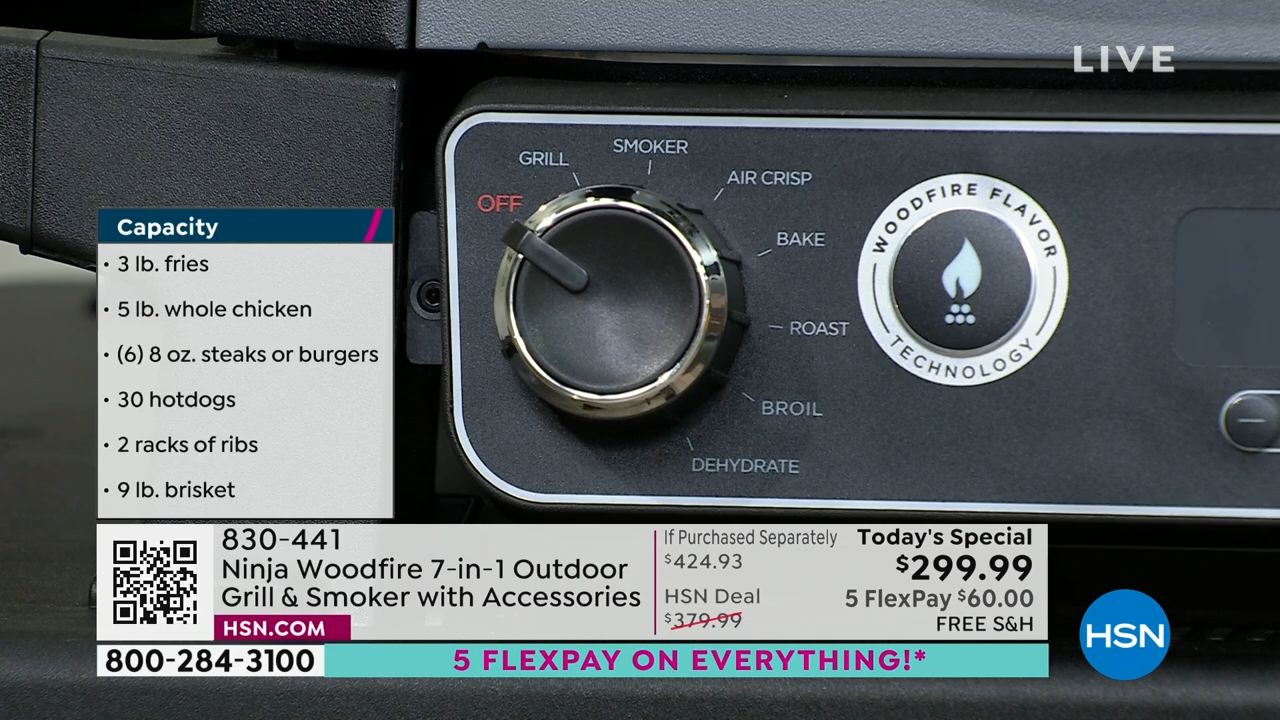 LIVE
SMOKER
GRILL
AIR CRISP
OFF
BAKE
ROAST
BROIL
DEHYDRATE
WOODFIRE FLAVOR
TECHNOLOGY
Capacity
• 3 lb. fries
• 5 lb. whole chicken
• (6) 8 oz. steaks or burgers
• 30 hotdogs
• 2 racks of ribs
• 9 lb. brisket
830-441
Ninja Woodfire 7-in-1 Outdoor
Grill & Smoker with Accessories
HSN.COM
If Purchased Separately
$424.93
HSN Deal
$379.99
Today's Special
$299.99
5 FlexPay $60.00
FREE S&H
HSN
800-284-3100
5 FLEXPAY ON EVERYTHING!*